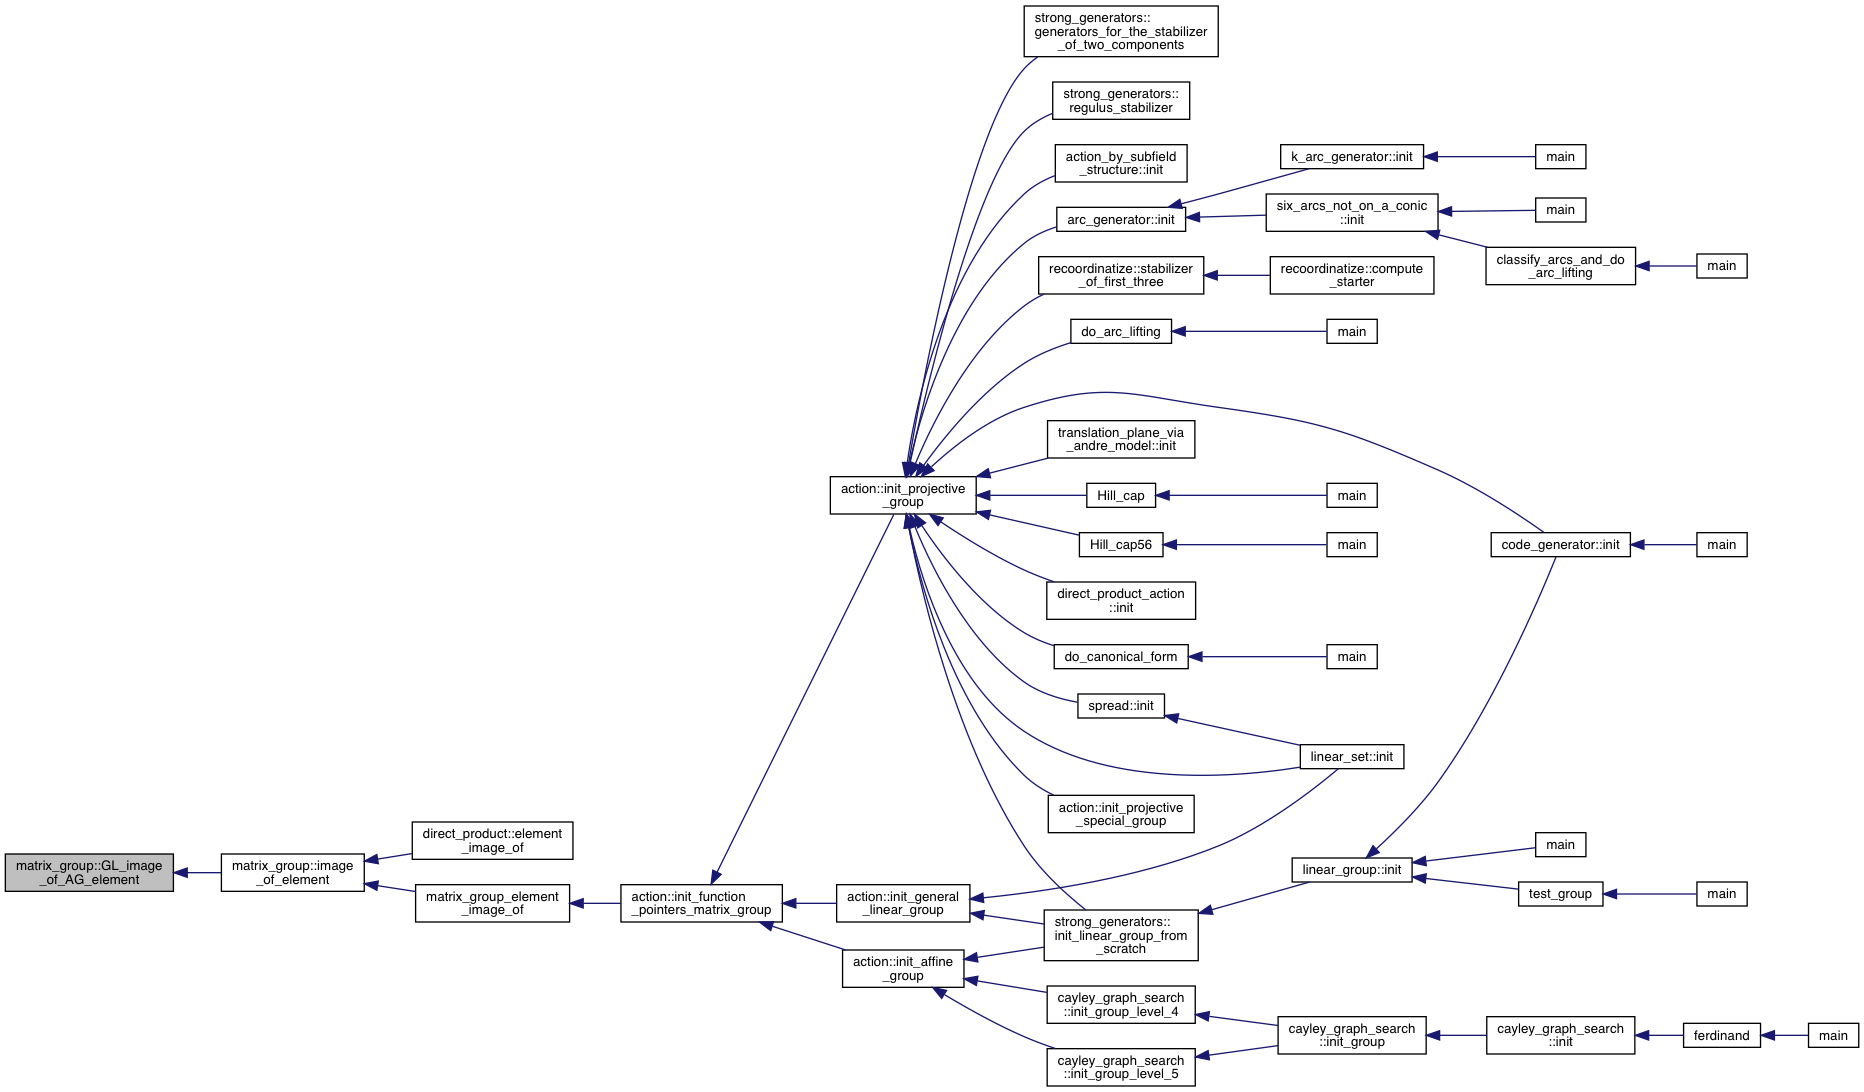 strong_generators::
generators_for_the_stabilizer
_of_two_components
strong_generators::
regulus_stabilizer
action_by_subfield
_structure::init
k_arc_generator::init
main
arc_generator::init
six_arcs_not_on_a_conic
::init
main
classify_arcs_and_do
_arc_lifting
main
recoordinatize::stabilizer
_of_first_three
recoordinatize::compute
_starter
do_arc_lifting
main
translation_plane_via
_andre_model::init
action::init_projective
_group
Hill_cap
main
Hill_cap56
main
code_generator::init
main
direct_product_action
::init
do_canonical_form
main
spread::init
linear_set::init
action::init_projective
_special_group
direct_product::element
_image_of
matrix_group::GL_image
_of_AG_element
matrix_group::image
_of_element
matrix_group_element
_image_of
action::init_function
_pointers_matrix_group
action::init_general
_linear_group
strong_generators::
init_linear_group_from
_scratch
linear_group::init
main
test_group
main
action::init_affine
_group
cayley_graph_search
::init_group_level_4
cayley_graph_search
::init_group_level_5
cayley_graph_search
::init_group
cayley_graph_search
::init
ferdinand
main